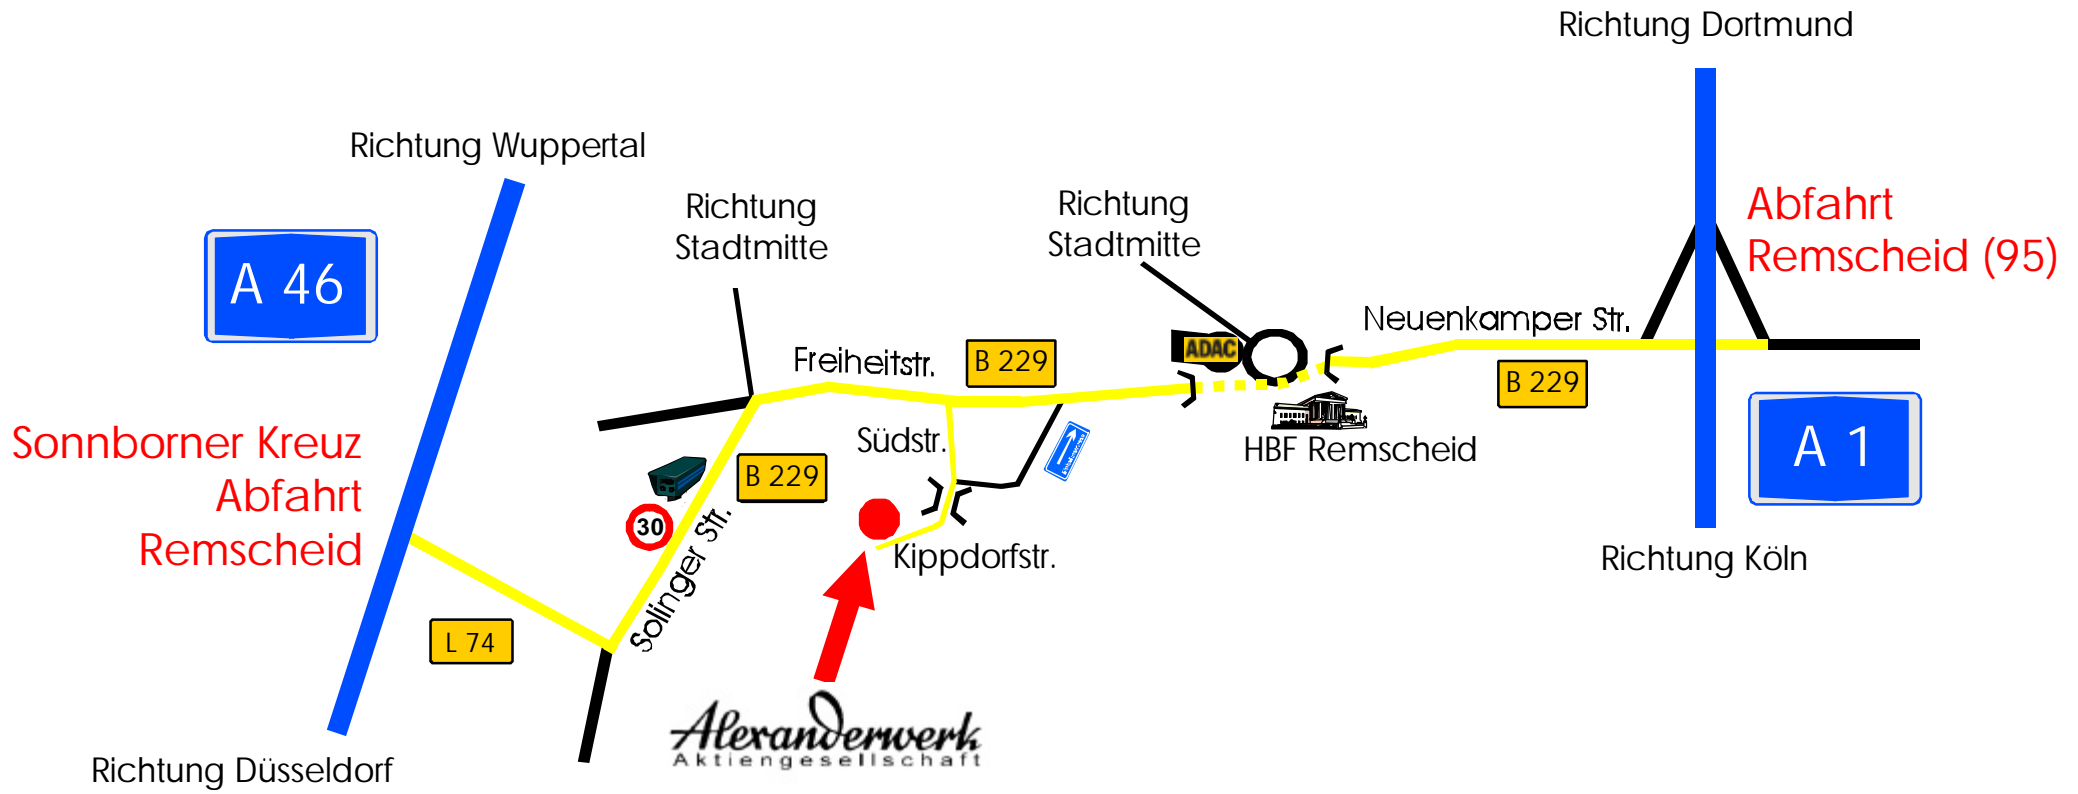 Richtung Dortmund
Richtung Wuppertal
Richtung
Stadtmitte
Richtung
Stadtmitte
Abfahrt
Remscheid (95)
A 46
Neuenkamper Str.
Freiheitstr.
B 229
ADAC
B 229
Sonnborner Kreuz
Abfahrt
Remscheid
Südstr.
HBF Remscheid
A 1
B 229
30
Solinger Str.
Kippdorfstr.
Richtung Köln
L 74
Alexanderwerk
Aktiengesellschaft
Richtung Düsseldorf